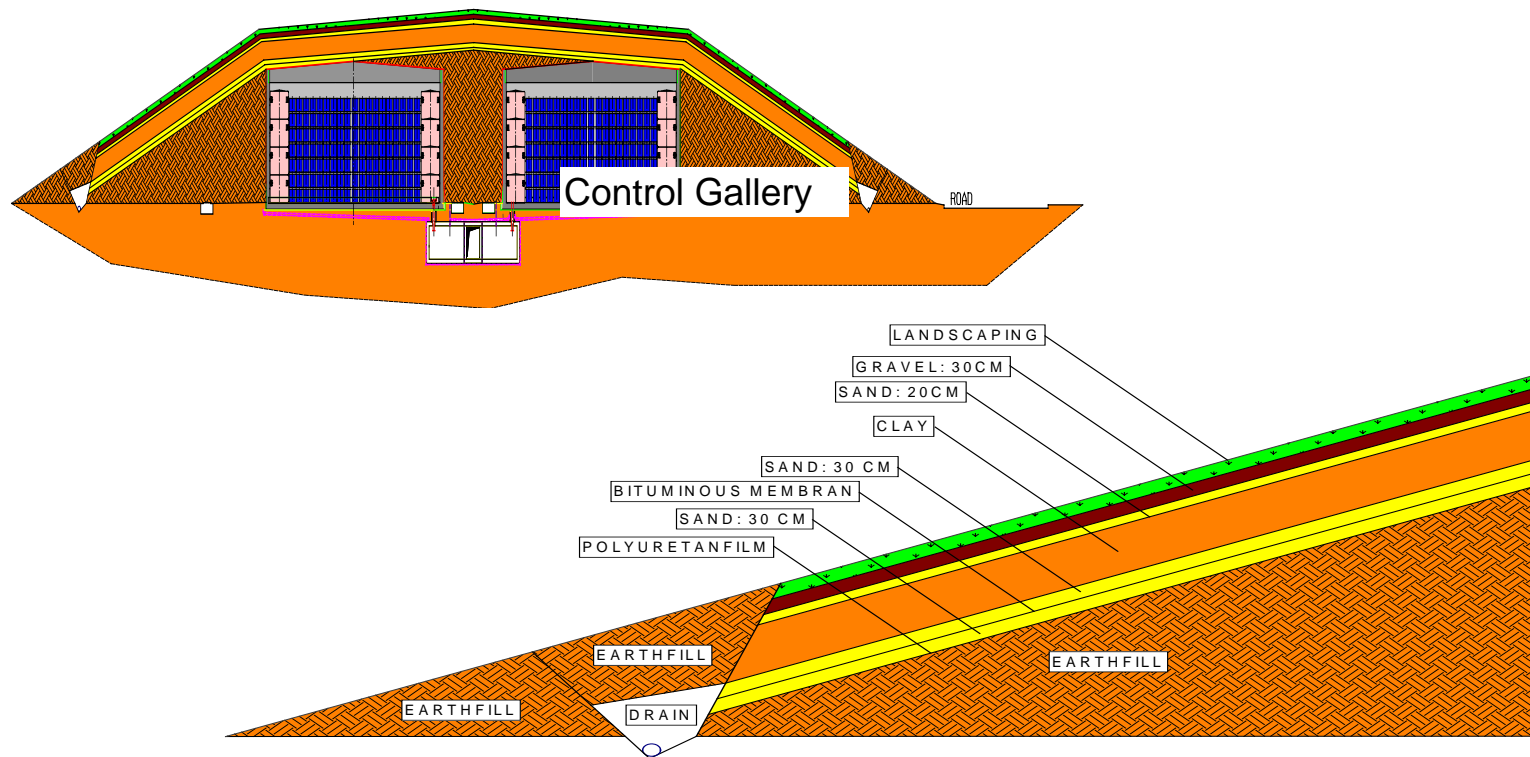 Control Gallery
ROAD
LANDSCAPING
GRAVEL: 30CM
SAND: 20CM
CLAY
SAND: 30 CM
BITUMINOUS MEMBRAN
SAND: 30 CM
POLYURETANFILM
EARTHFILL
EARTHFILL
EARTHFILL
DRAIN